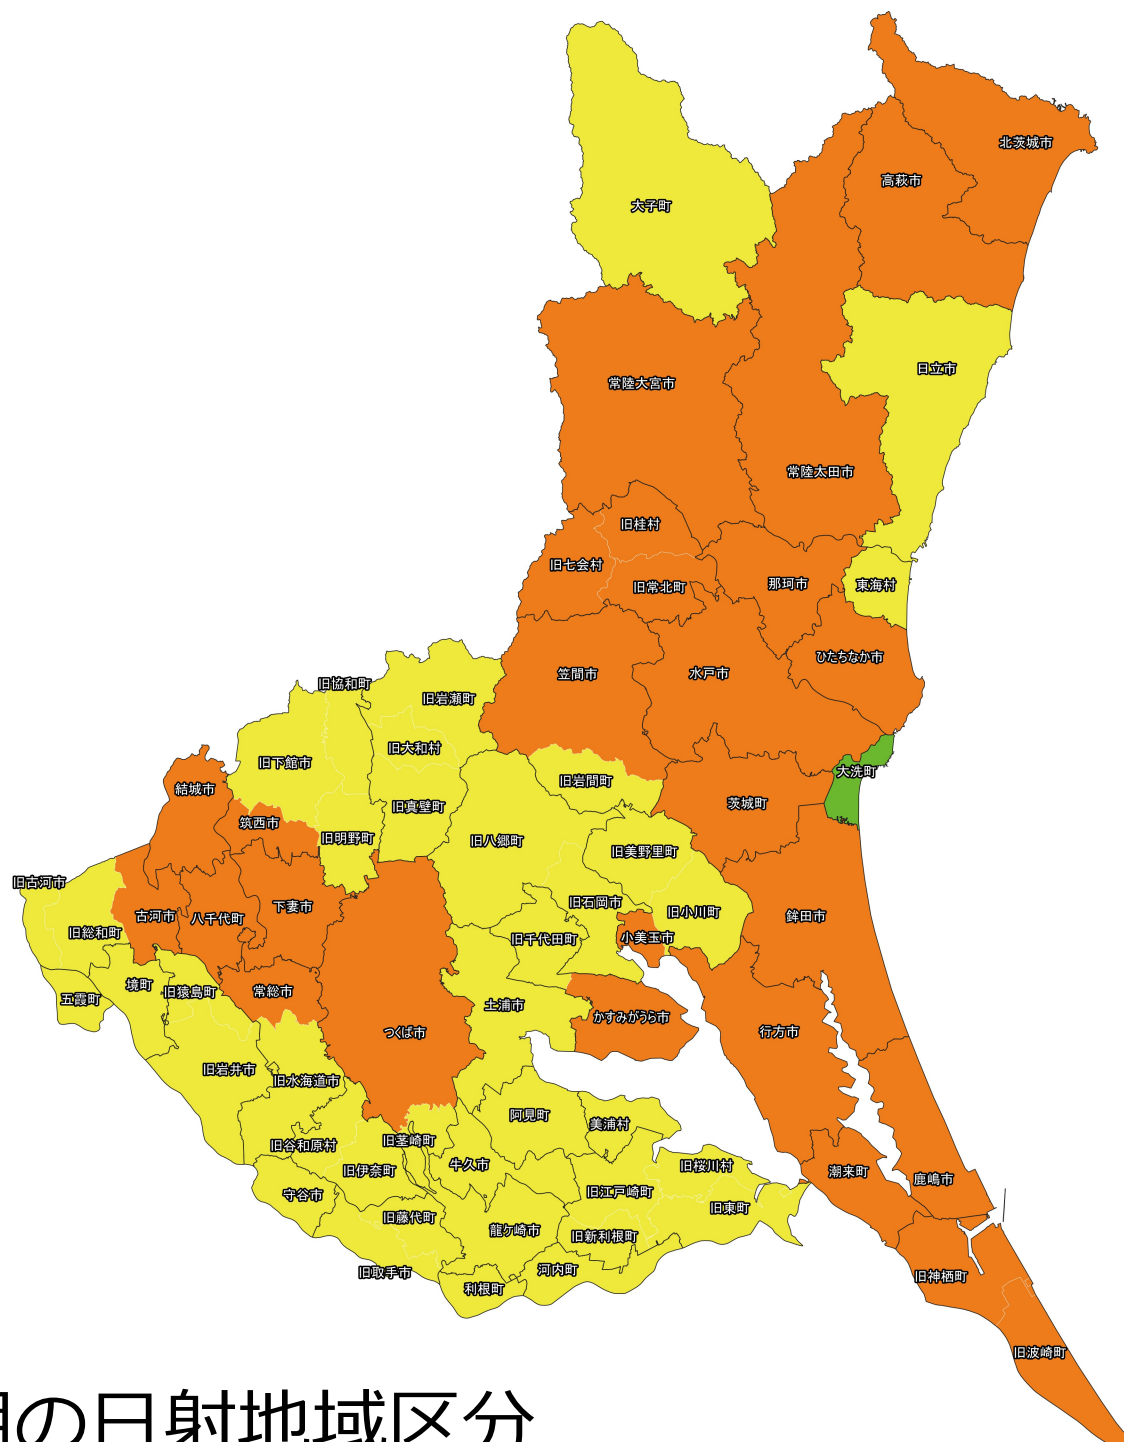 北茨城市
高萩市
大子町
日立市
常陸大宮市
常陸太田市
旧桂村
旧七会村
旧常北町
那珂市
東海村
ひたちなか市
笠間市
水戸市
旧協和町
旧岩瀬町
旧大和村
旧下館市
大洗町
旧岩間町
結城市
茨城町
旧真壁町
筑西市
旧明野町
旧八郷町
旧美野里町
旧古河市
旧石岡市
下妻市
旧小川町
古河市
八千代町
鉾田市
旧総和町
旧千代田町
小美玉市
境町
旧猿島町
常総市
五霞町
土浦市
かすみがうら市
つくば市
行方市
旧岩井市
旧水海道市
阿見町
美浦村
旧谷和原村
旧茎崎町
牛久市
旧桜川村
旧伊奈町
潮来町
鹿嶋市
守谷市
旧江戸崎町
旧東町
旧藤代町
龍ケ崎市
旧新利根町
旧取手市
河内町
旧神栖町
利根町
旧波崎町
の日射地域区分